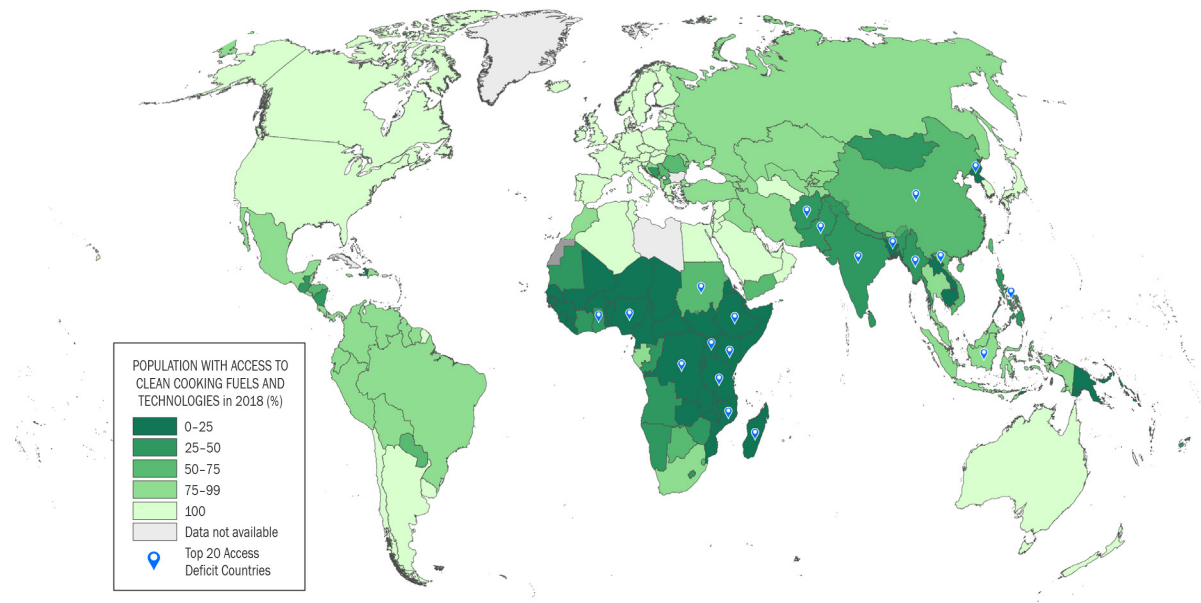 POPULATION WITH ACCESS TO
CLEAN COOKING FUELS AND
TECHNOLOGIES in 2018 (%)
0–25
25–50
50–75
75–99
100
Data not available
Top 20 Access
Deficit Countries